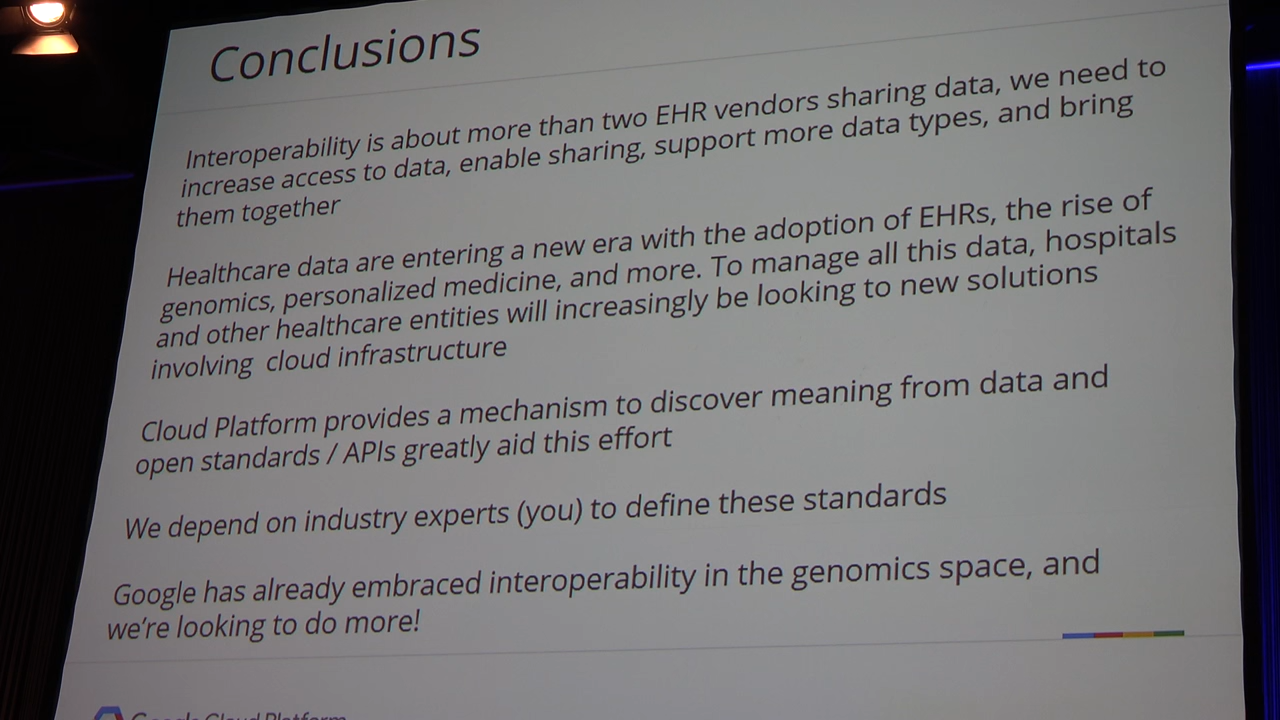 Conclusions
Interoperability is about more than two EHR vendors sharing data, we need to
increase access to data, enable sharing, support more data types, and bring
them together
Healthcare data are entering a new era with the adoption of EHRs, the rise of
genomics, personalized medicine, and more. To manage all this data, hospitals
and other healthcare entities will increasingly be looking to new solutions
involving cloud infrastructure
Cloud Platform provides a mechanism to discover meaning from data and
open standards / APIs greatly aid this effort
We depend on industry experts (you) to define these standards
Google has already embraced interoperability in the genomics space, and
we're looking to do more!
Google Cloud Platform